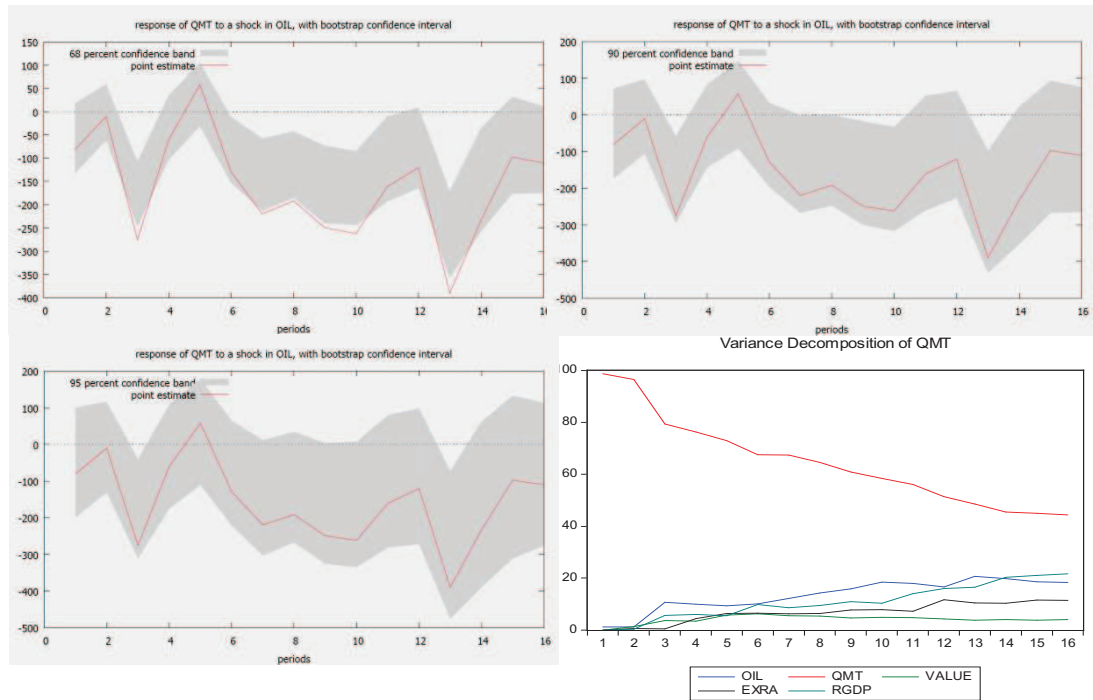 response of QMT to a shock in OIL, with bootstrap confidence interval
68 percent confidence band
point estimate
150
100
50
0
-50
-100
-150
-200
-250
-300
-350
-400
0 2 4 6 8 10 12 14 16
periods
response of QMT to a shock in OIL, with bootstrap confidence interval
90 percent confidence band
point estimate
200
100
0
-100
-200
-300
-400
-500
0 2 4 6 8 10 12 14 16
periods
response of QMT to a shock in OIL, with bootstrap confidence interval
95 percent confidence band
point estimate
200
100
0
-100
-200
-300
-400
-500
0 2 4 6 8 10 12 14 16
periods
Variance Decomposition of QMT
00
80
60
40
20
0
1 2 3 4 5 6 7 8 9 10 11 12 13 14 15 16
OIL QMT VALUE
EXRA RGDP